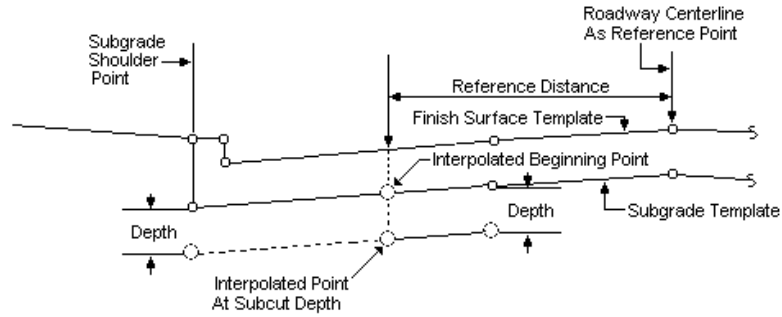 Roadway Centerline
As Reference Point
Subgrade
Shoulder
Point
Reference Distance
Finish Surface Template
Interpolated Beginning Point
Depth
Depth
Subgrade Template
Interpolated Point
At Subcut Depth